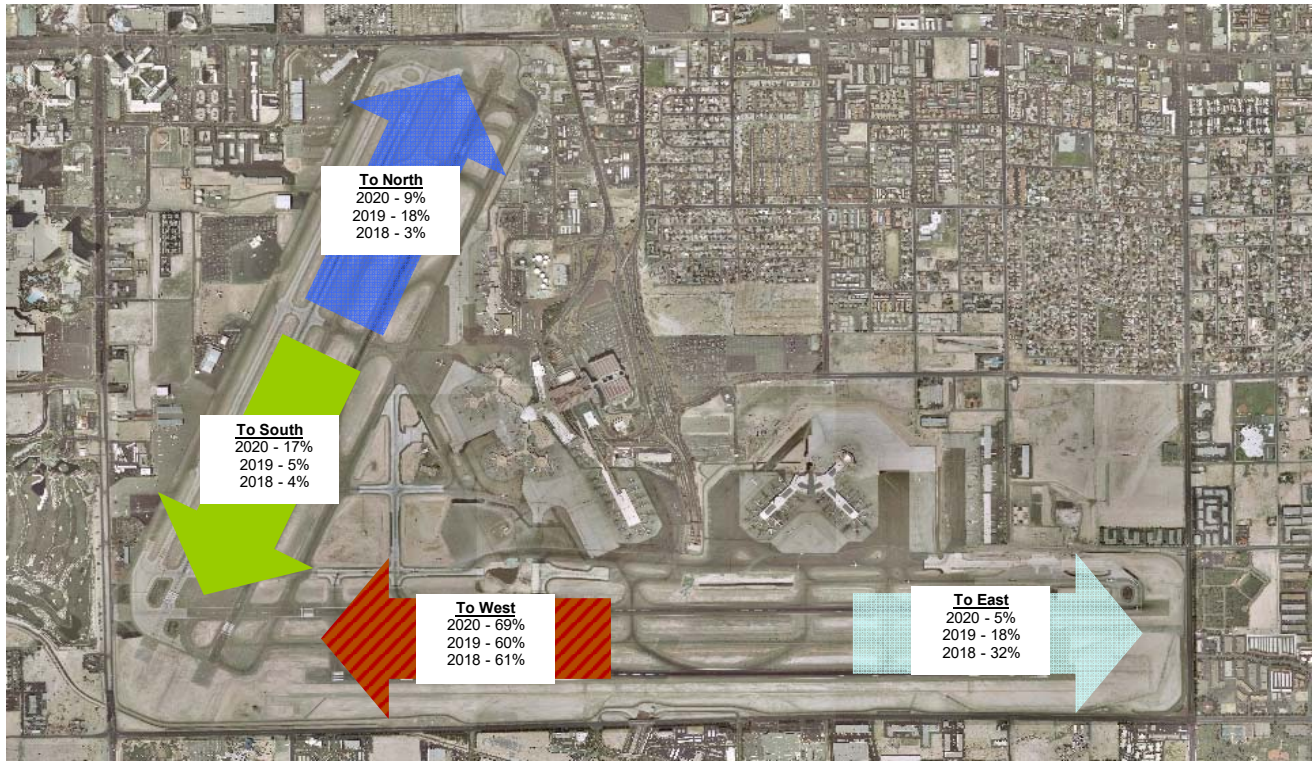 To North
2020 - 9%
2019 - 18%
2018 - 3%
To South
2020 - 17%
2019 - 5%
2018 - 4%
To West
2020 - 69%
2019 - 60%
2018 - 61%
To East
2020 - 5%
2019 - 18%
2018 - 32%